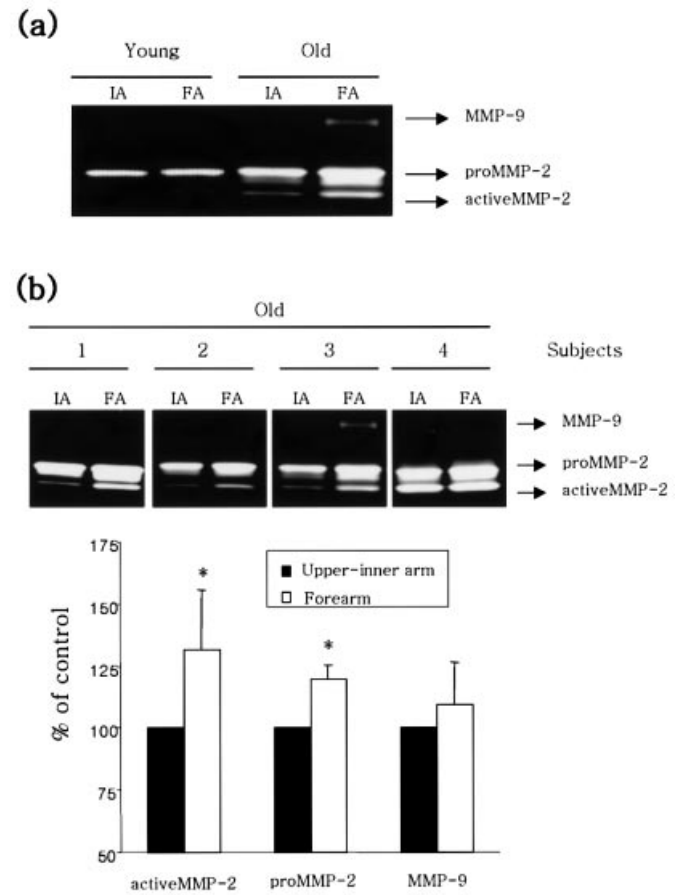 (a)
Young Old
IA FA IA FA
MMP-9
proMMP-2
activeMMP-2
(b)
Old
1 2 3 4 Subjects
IA FA IA FA IA FA IA FA
MMP-9
proMMP-2
activeMMP-2
175
150
125
100
75
50
% of control
* *
Upper-inner arm
Forearm
activeMMP-2 proMMP-2 MMP-9